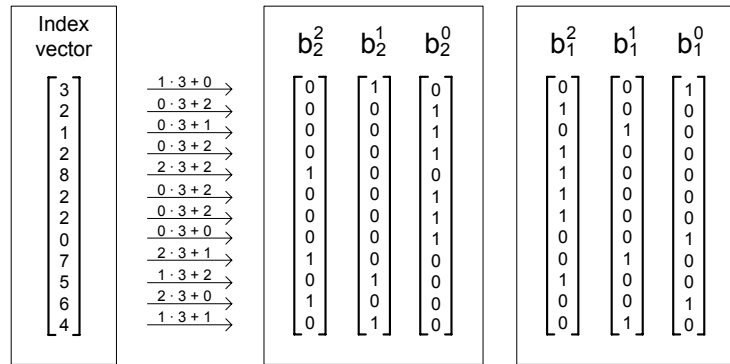 Index
vector
b₂² b₂¹ b₂⁰ b₁² b₁¹ b₁⁰
3 1 · 3 + 0 0 1 0 0 0 1
2 0 · 3 + 2 0 0 1 1 0 0
1 0 · 3 + 1 0 0 1 0 1 0
2 0 · 3 + 2 0 0 1 1 0 0
8 2 · 3 + 2 1 0 0 1 0 0
2 0 · 3 + 2 0 0 1 1 0 0
2 0 · 3 + 2 0 0 1 1 0 0
0 0 · 3 + 0 0 0 1 0 0 1
7 2 · 3 + 1 1 0 0 0 1 0
5 1 · 3 + 2 0 1 0 1 0 0
6 2 · 3 + 0 1 0 0 0 0 1
4 1 · 3 + 1 0 1 0 0 1 0